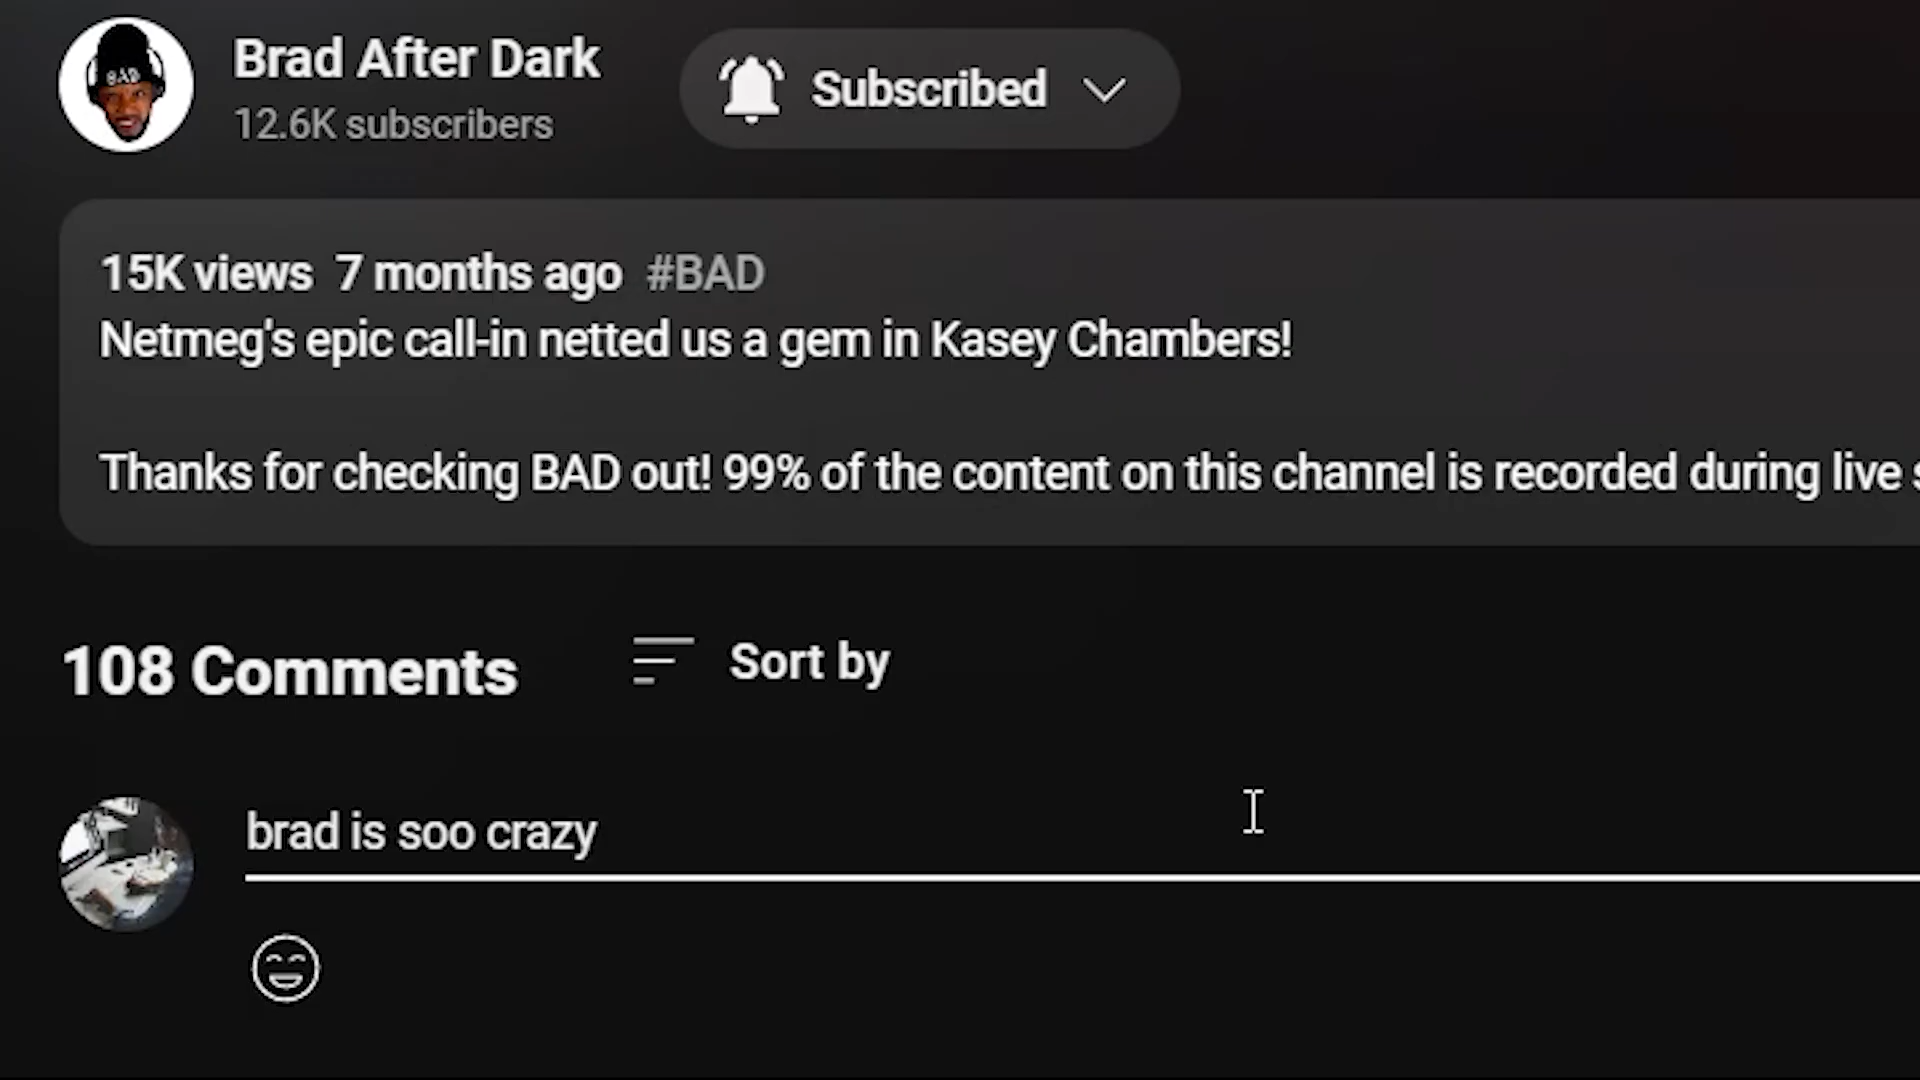 BAD
Brad After Dark
12.6K subscribers
Subscribed
15K views 7 months ago #BAD
Netmeg's epic call-in netted us a gem in Kasey Chambers!
Thanks for checking BAD out! 99% of the content on this channel is recorded during live
108 Comments
Sort by
brad is soo crazy